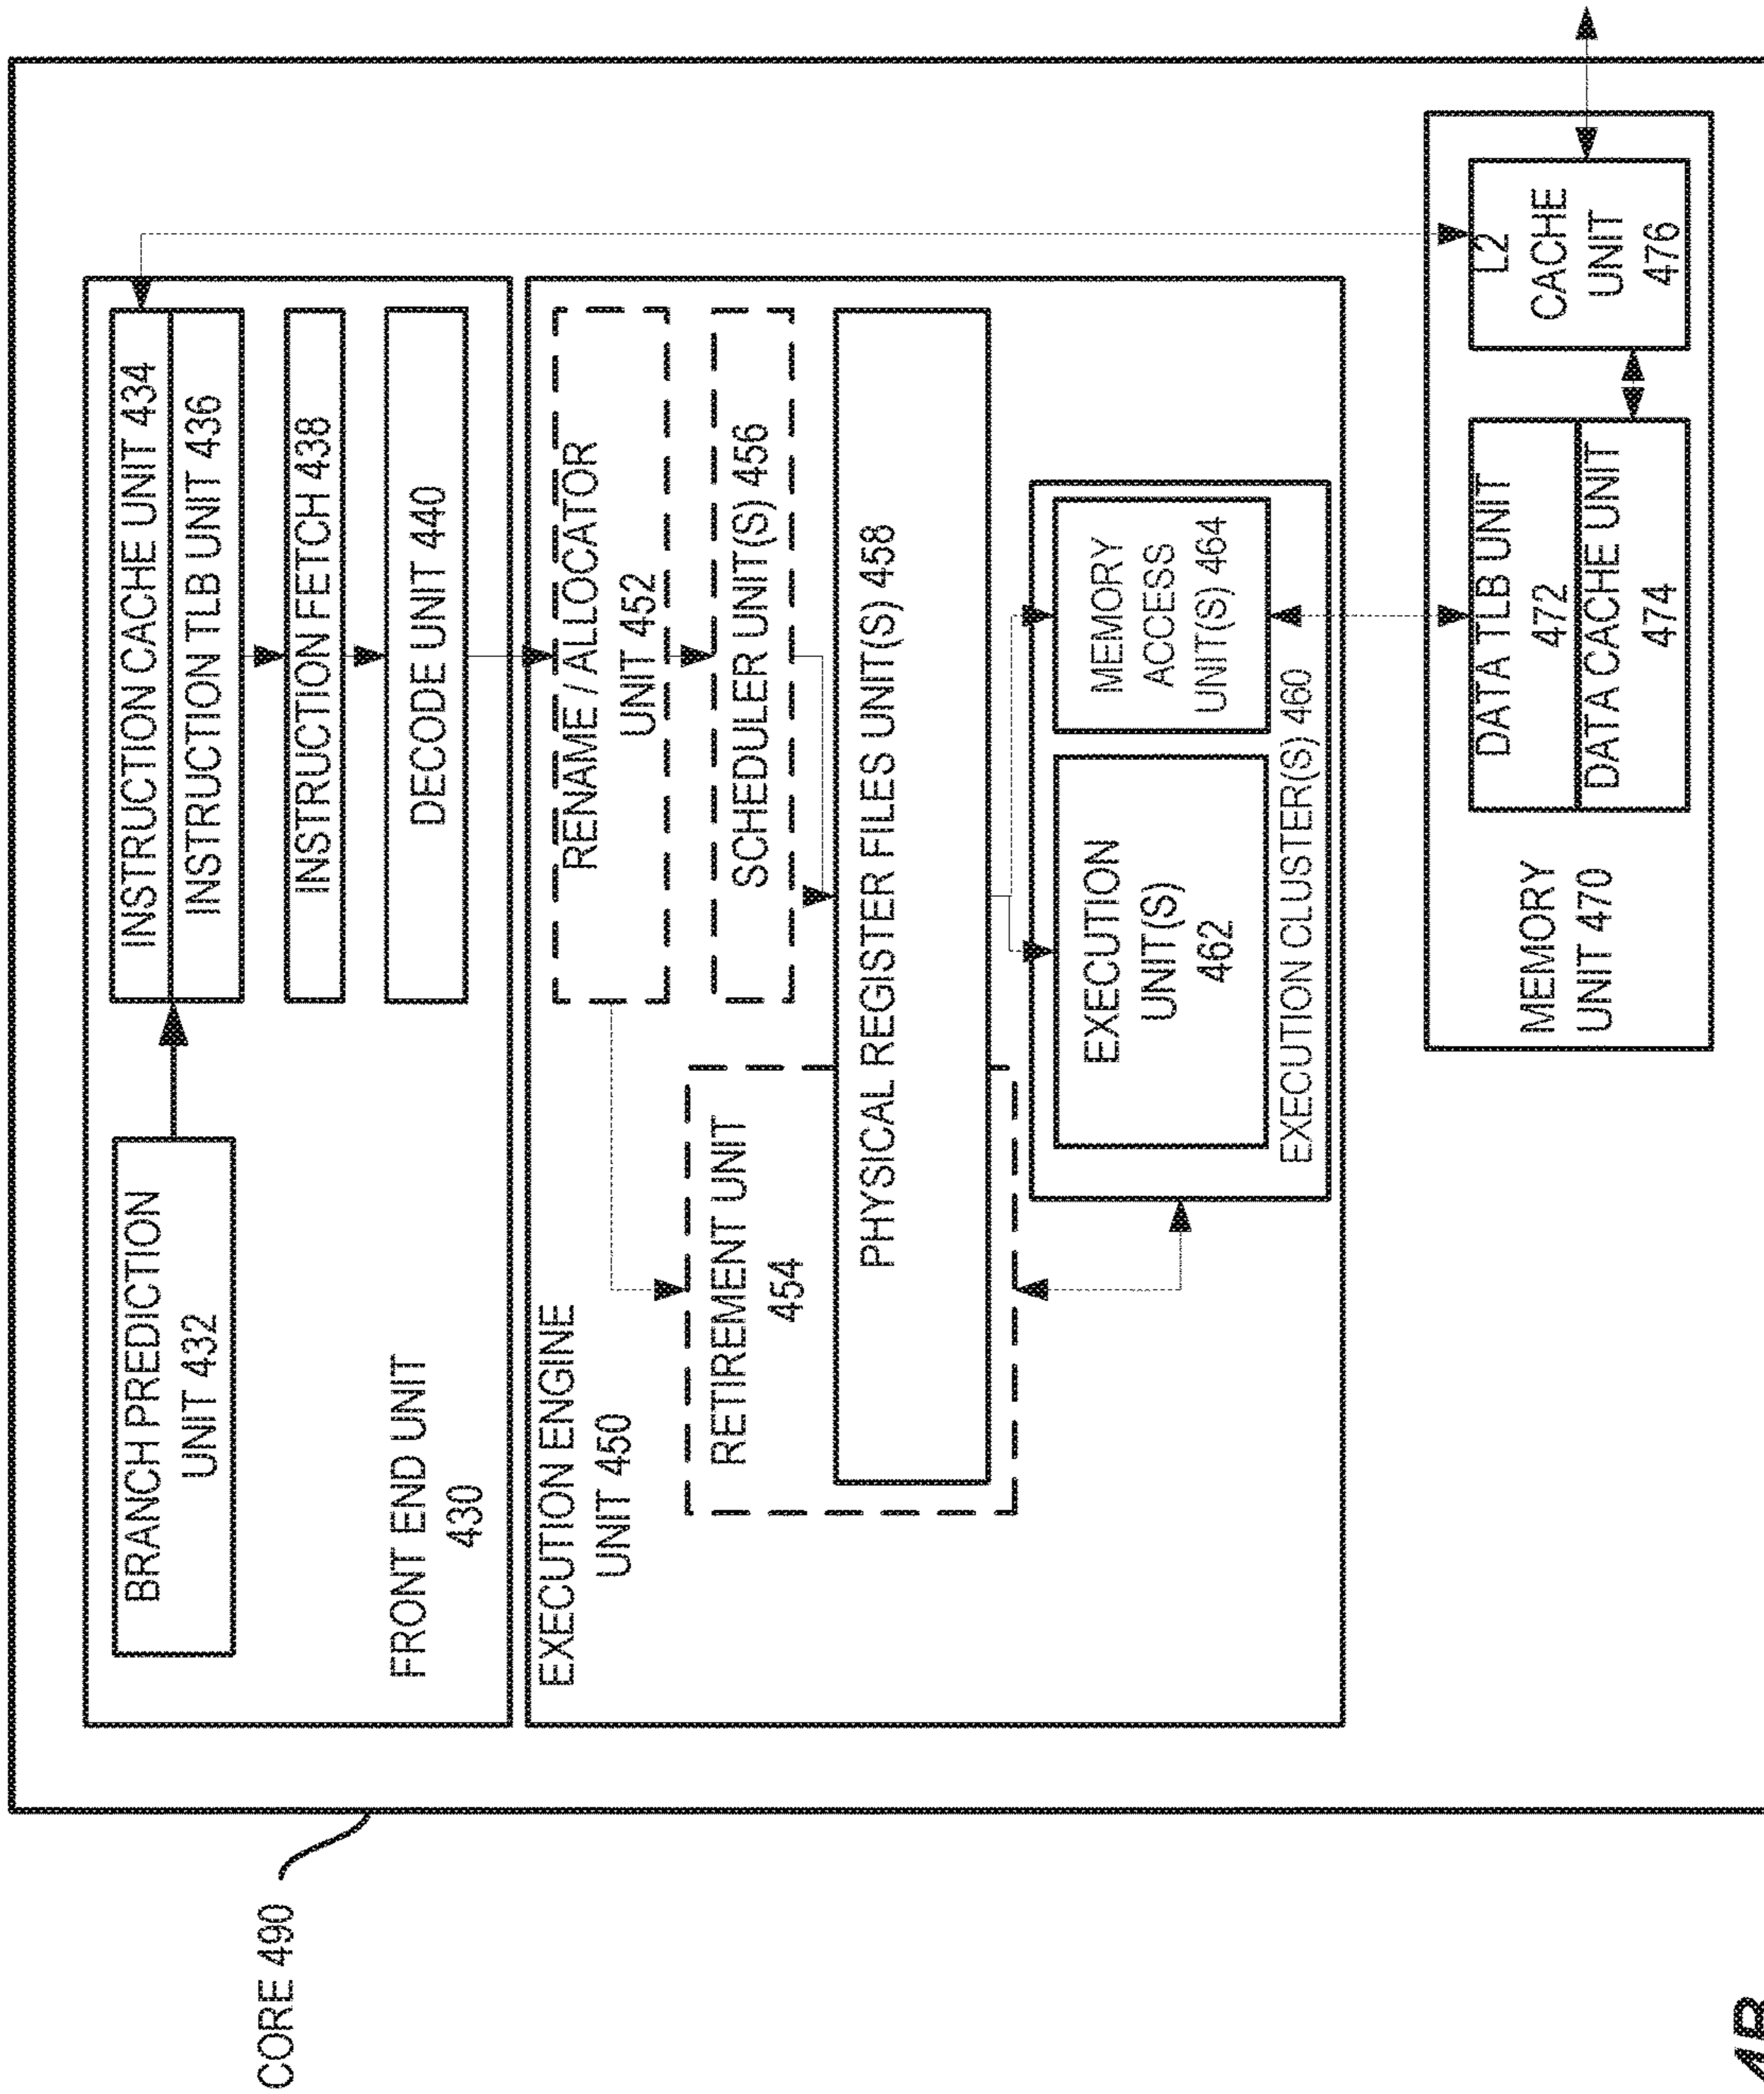 CORE 490
BRANCH PREDICTION
UNIT 432
INSTRUCTION CACHE UNIT 434
INSTRUCTION TLB UNIT 436
INSTRUCTION FETCH 438
DECODE UNIT 440
FRONT END UNIT
430
EXECUTION ENGINE
UNIT 450
RENAME / ALLOCATOR
UNIT 452
RETIREMENT UNIT
454
SCHEDULER UNIT(S) 456
PHYSICAL REGISTER FILES UNIT(S) 458
EXECUTION
UNIT(S)
462
MEMORY
ACCESS
UNIT(S) 464
EXECUTION CLUSTER(S) 460
MEMORY
UNIT 470
DATA TLB UNIT
472
DATA CACHE UNIT
474
L2
CACHE
UNIT
476
4B